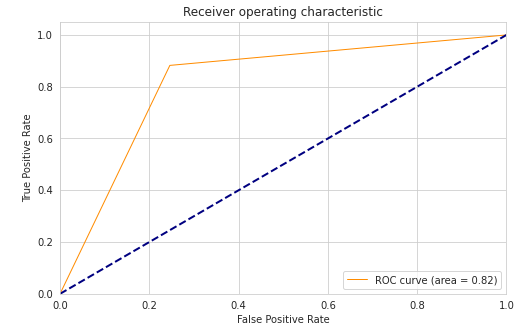 Receiver operating characteristic
1.0
0.8
0.6
0.4
0.2
0.0
True Positive Rate
ROC curve (area = 0.82)
0.0 0.2 0.4 0.6 0.8 1.0
False Positive Rate